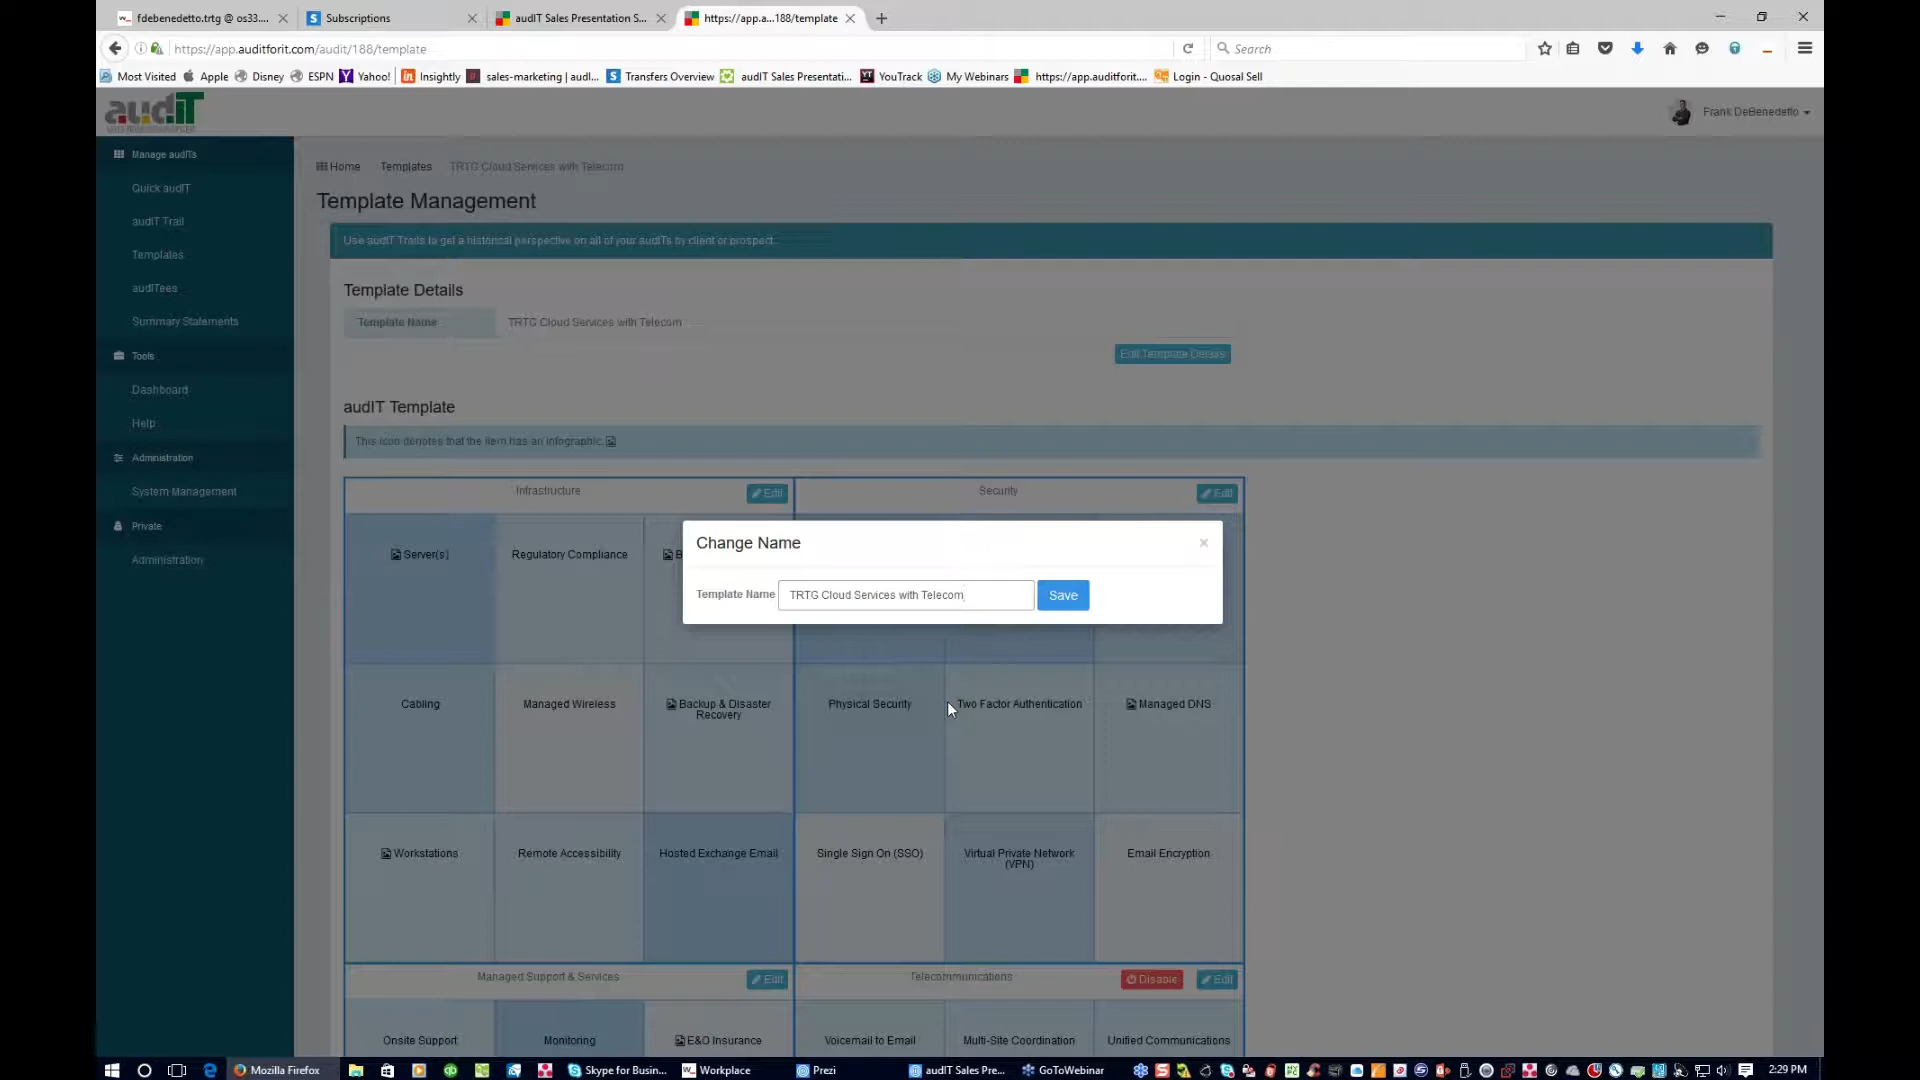 fdebenedetto.trtg @ os33....
Subscriptions
audIT Sales Presentation S...
https://app.a...188/template
https://app.auditforit.com/audit/188/template
Search
Most Visited
Apple
Disney
ESPN
Yahoo!
Insightly
sales-marketing | audI...
Transfers Overview
audIT Sales Presentati...
YouTrack
My Webinars
https://app.auditforit....
Login - Quosal Sell
audIT
Frank DeBenedetto
Manage audITs
Quick audIT
audIT Trail
Templates
audITees
Summary Statements
Tools
Dashboard
Help
Administration
System Management
Private
Administration
Home
Templates
TRTG Cloud Services with Telecom
Template Management
Use audIT Trails to get a historical perspective on all of your audITs by client or prospect.
Template Details
Template Name
TRTG Cloud Services with Telecom
Edit Template Details
audIT Template
This icon denotes that the item has an infographic.
Infrastructure
Edit
Security
Edit
Server(s)
Regulatory Compliance
B
Change Name
×
Template Name
TRTG Cloud Services with Telecom
Save
Cabling
Managed Wireless
Backup & Disaster
Recovery
Physical Security
Two Factor Authentication
Managed DNS
Workstations
Remote Accessibility
Hosted Exchange Email
Single Sign On (SSO)
Virtual Private Network
(VPN)
Email Encryption
Managed Support & Services
Edit
Telecommunications
Disable
Edit
Onsite Support
Monitoring
E&O Insurance
Voicemail to Email
Multi-Site Coordination
Unified Communications
Mozilla Firefox
Skype for Busin...
Workplace
Prezi
audIT Sales Pre...
GoToWebinar
2:29 PM